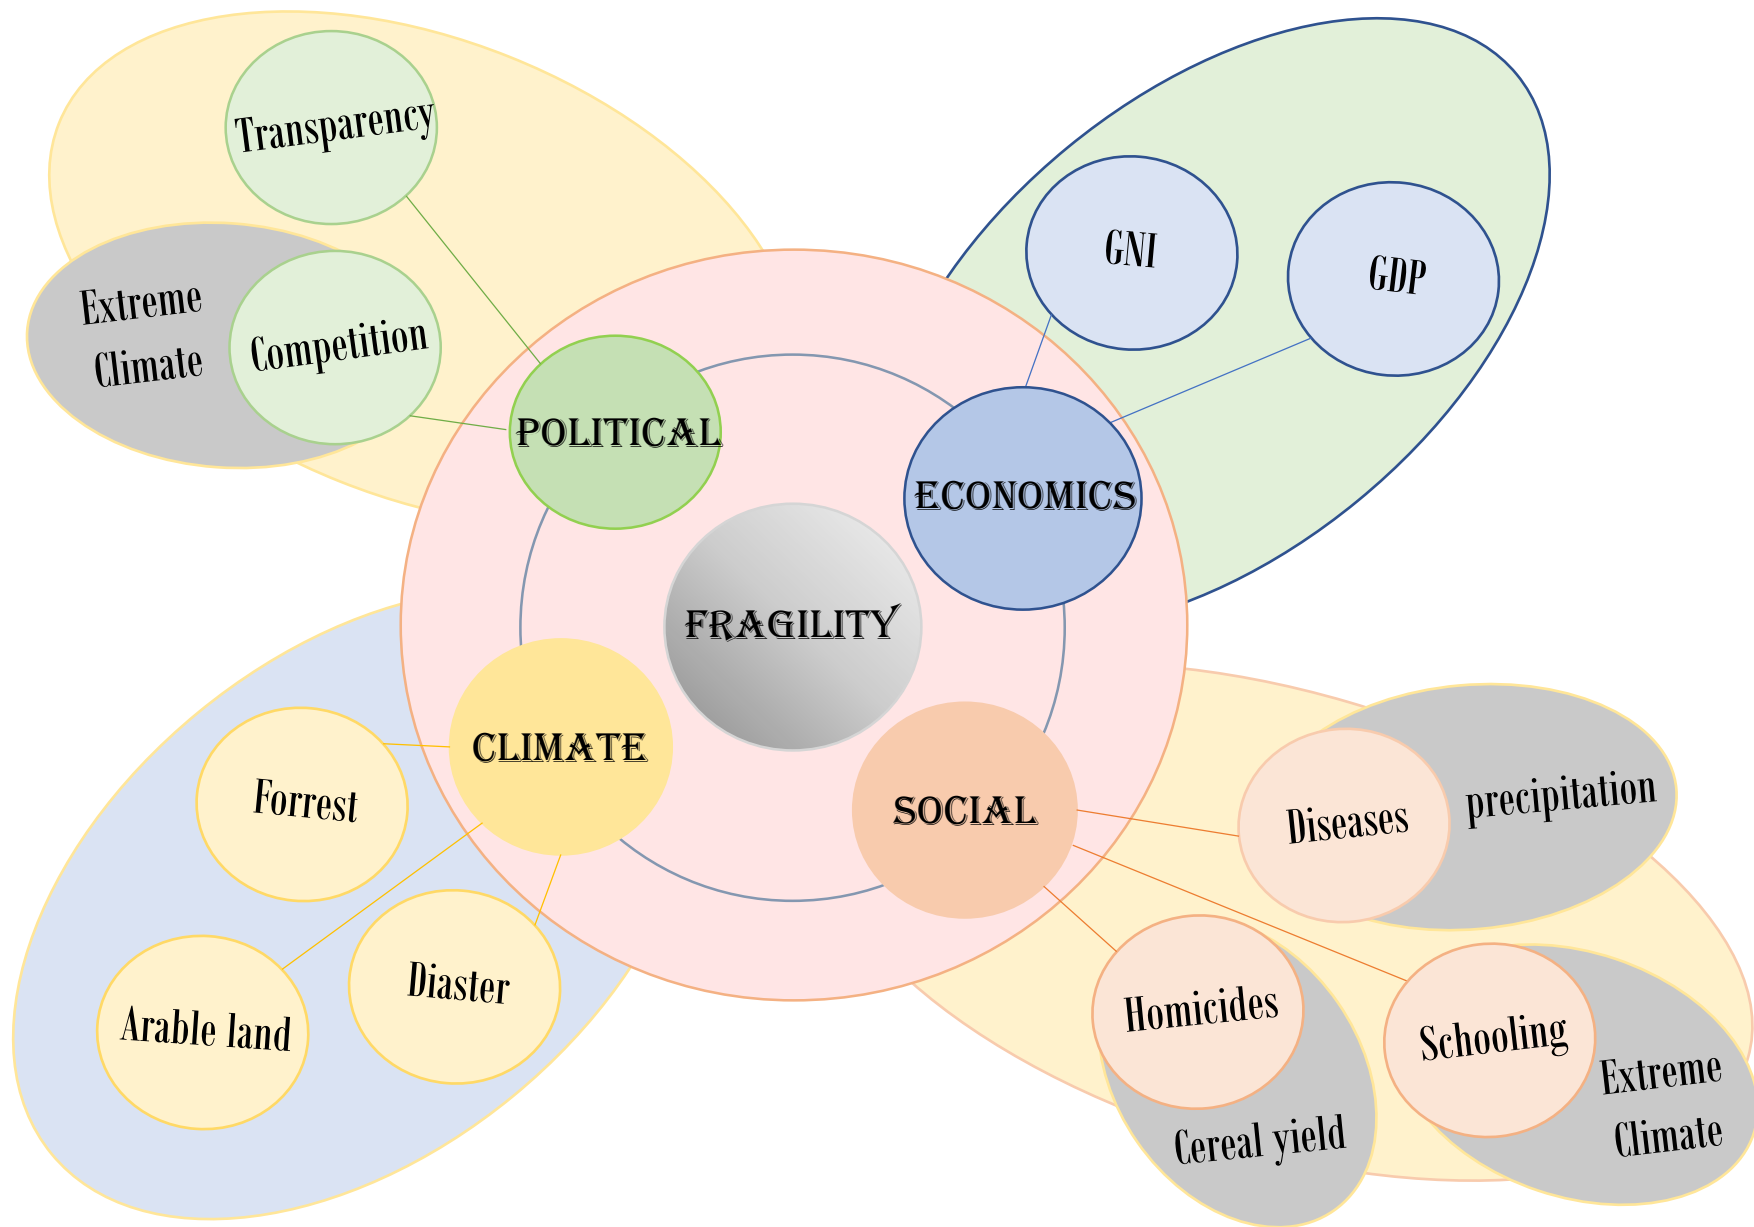 Transparency
Extreme
Climate
Competition
POLITICAL
GNI
GDP
ECONOMICS
FRAGILITY
CLIMATE
Forrest
Arable land
Diaster
SOCIAL
Diseases
precipitation
Homicides
Cereal yield
Schooling
Extreme
Climate